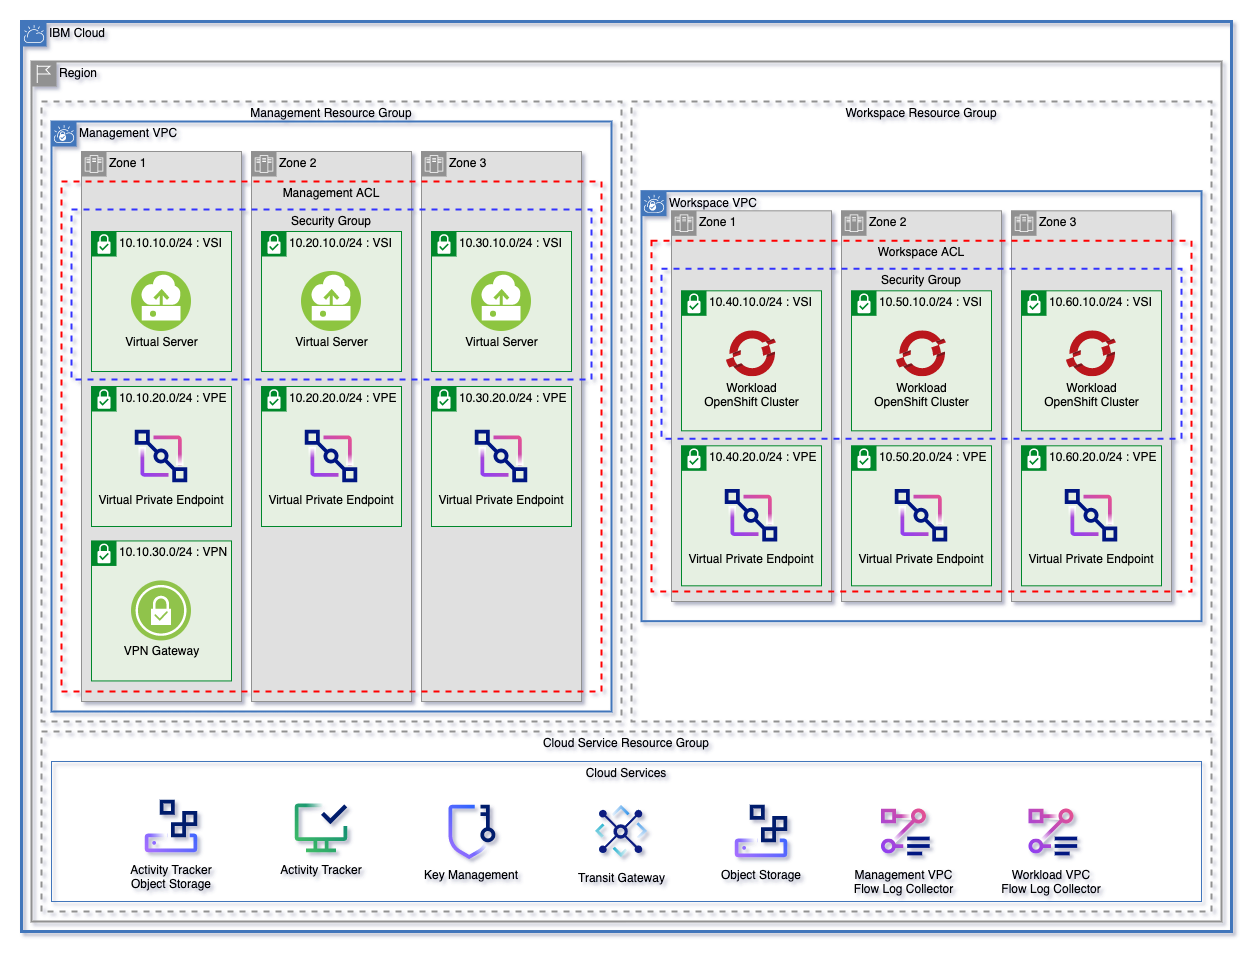 IBM Cloud
Region
Management Resource Group
Management VPC
Zone 1
Zone 2
Zone 3
Management ACL
Security Group
10.10.10.0/24 : VSI
10.20.10.0/24 : VSI
10.30.10.0/24 : VSI
Virtual Server
Virtual Server
Virtual Server
10.10.20.0/24 : VPE
10.20.20.0/24 : VPE
10.30.20.0/24 : VPE
Virtual Private Endpoint
Virtual Private Endpoint
Virtual Private Endpoint
10.10.30.0/24 : VPN
VPN Gateway
Workspace Resource Group
Workspace VPC
Zone 1
Zone 2
Zone 3
Workspace ACL
Security Group
10.40.10.0/24 : VSI
10.50.10.0/24 : VSI
10.60.10.0/24 : VSI
Workload
OpenShift Cluster
Workload
OpenShift Cluster
Workload
OpenShift Cluster
10.40.20.0/24 : VPE
10.50.20.0/24 : VPE
10.60.20.0/24 : VPE
Virtual Private Endpoint
Virtual Private Endpoint
Virtual Private Endpoint
Cloud Service Resource Group
Cloud Services
Activity Tracker
Object Storage
Activity Tracker
Key Management
Transit Gateway
Object Storage
Management VPC
Flow Log Collector
Workload VPC
Flow Log Collector